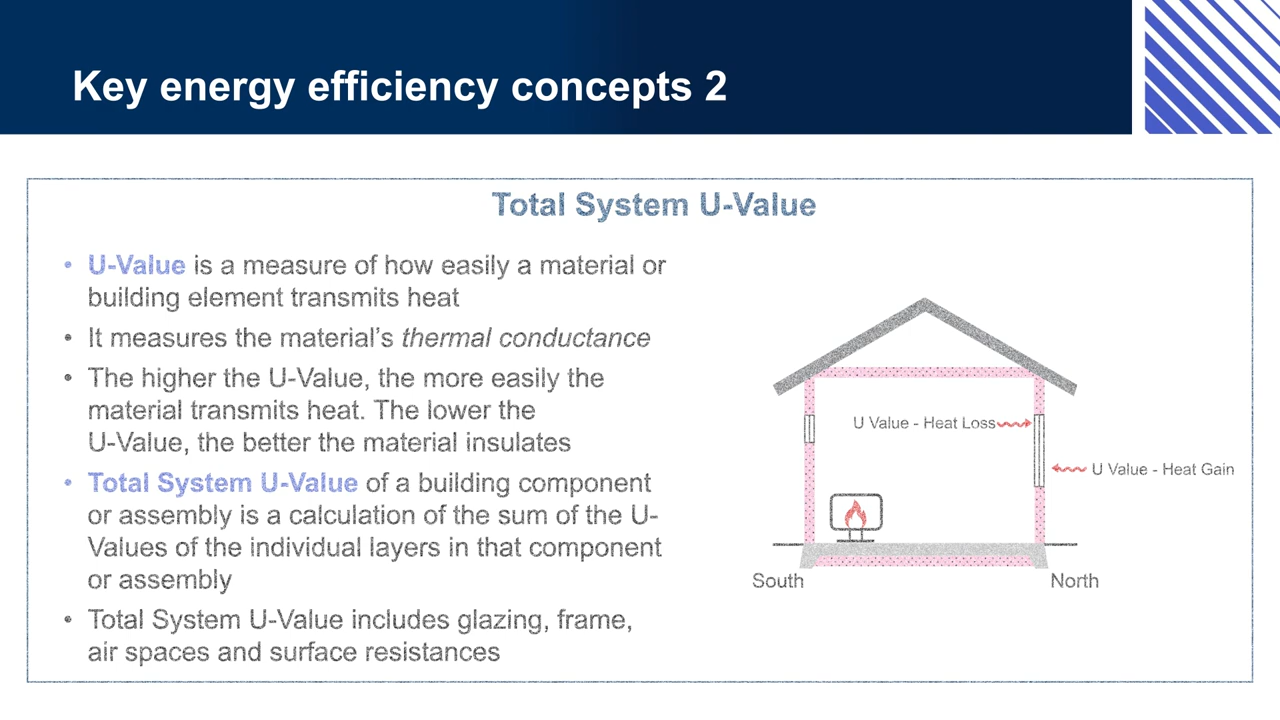 Key energy efficiency concepts 2
Total System U-Value
• U-Value is a measure of how easily a material or
building element transmits heat
• It measures the material’s thermal conductance
• The higher the U-Value, the more easily the
material transmits heat. The lower the
U-Value, the better the material insulates
• Total System U-Value of a building component
or assembly is a calculation of the sum of the U-
Values of the individual layers in that component
or assembly
• Total System U-Value includes glazing, frame,
air spaces and surface resistances
U Value - Heat Loss
U Value - Heat Gain
South
North